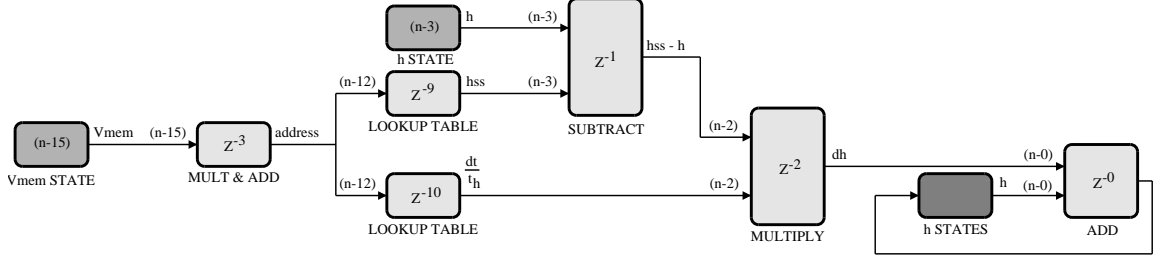 (n-3)
h
(n-3)
h STATE
Z-1
hss - h
SUBTRACT
(n-12)
Z-9
hss
(n-3)
LOOKUP TABLE
(n-15)
Vmem
(n-15)
Vmem STATE
Z-3
address
MULT & ADD
(n-12)
Z-10
dt
th
LOOKUP TABLE
(n-2)
(n-2)
Z-2
dh
MULTIPLY
(n-0)
h
(n-0)
h STATES
Z-0
ADD